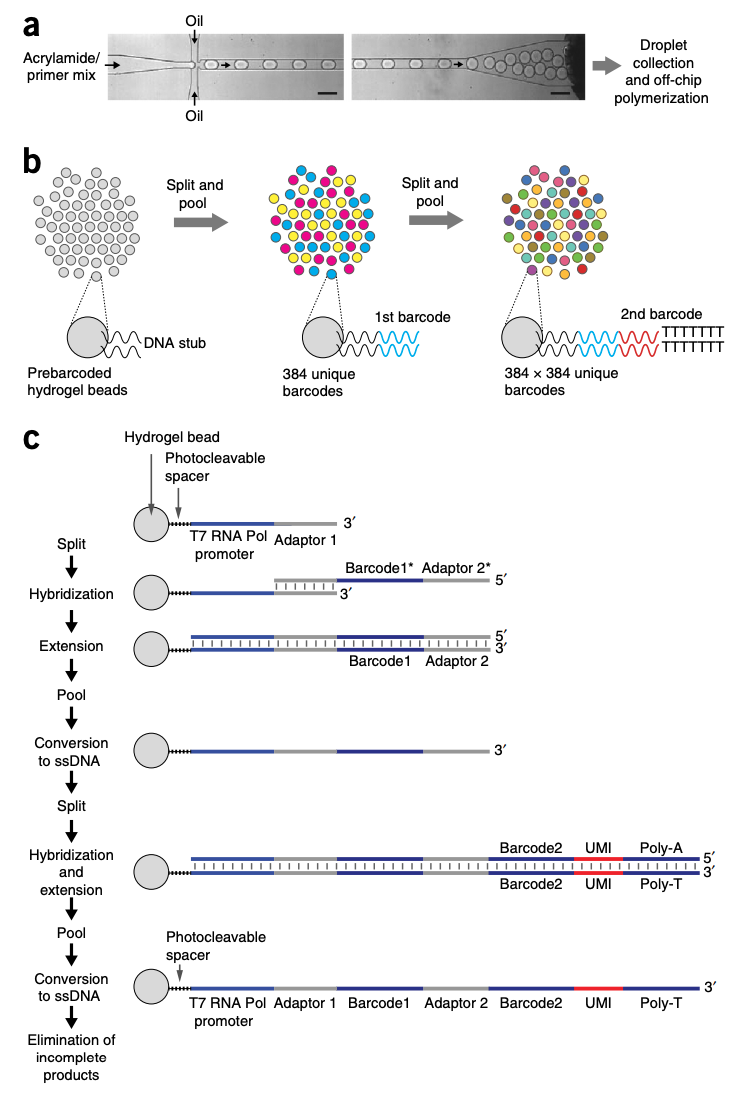 a
Oil
Acrylamide/
primer mix
Oil
Droplet
collection
and off-chip
polymerization
b
Split and
pool
Split and
pool
DNA stub
Prebarcoded
hydrogel beads
1st barcode
384 unique
barcodes
2nd barcode
TTTTTT
TTTTTT
384 × 384 unique
barcodes
c
Hydrogel bead
Photocleavable
spacer
3′
T7 RNA Pol
promoter
Adaptor 1
Split
Hybridization
Barcode1* Adaptor 2*
5′
3′
Extension
5′
3′
Barcode1 Adaptor 2
Pool
Conversion
to ssDNA
3′
Split
Hybridization
and
extension
Barcode2 UMI Poly-A
5′
3′
Barcode2 UMI Poly-T
Pool
Photocleavable
spacer
Conversion
to ssDNA
3′
T7 RNA Pol
promoter
Adaptor 1 Barcode1 Adaptor 2 Barcode2 UMI Poly-T
Elimination of
incomplete
products